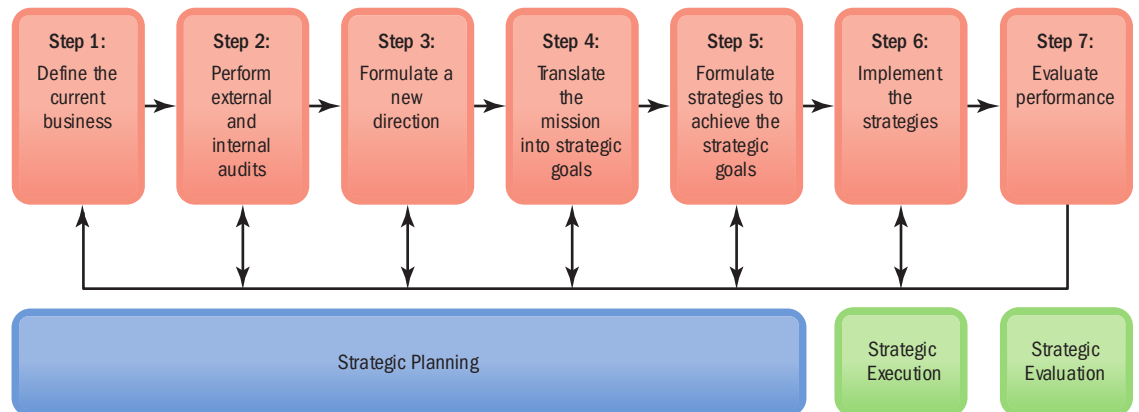 Step 1:
Define the
current
business
Step 2:
Perform
external
and
internal
audits
Step 3:
Formulate a
new
direction
Step 4:
Translate
the
mission
into strategic
goals
Step 5:
Formulate
strategies to
achieve the
strategic
goals
Step 6:
Implement
the
strategies
Step 7:
Evaluate
performance
Strategic Planning
Strategic
Execution
Strategic
Evaluation